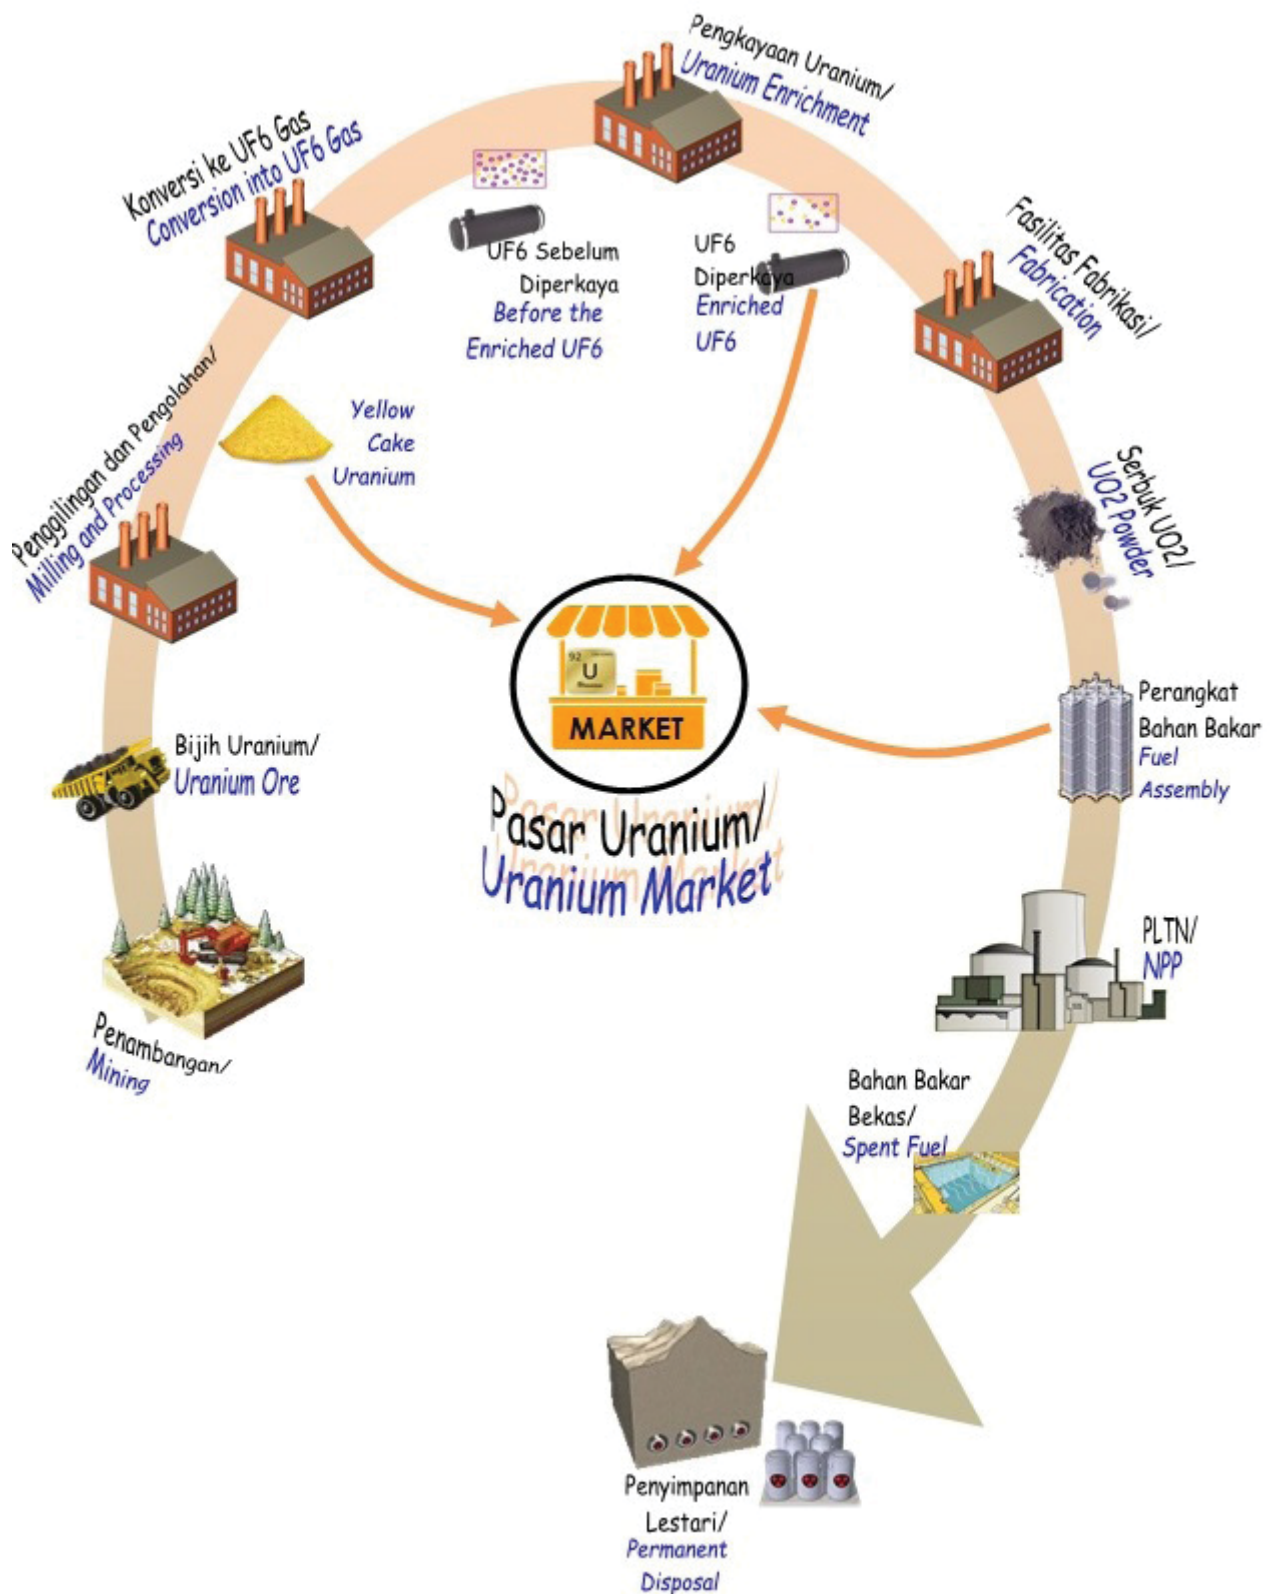 Pengkayaan Uranium/
Uranium Enrichment
Konversi ke UF6 Gas
Conversion into UF6 Gas
UF6 Sebelum
Diperkaya
Before the
Enriched UF6
UF6
Diperkaya
Enriched
UF6
Fasilitas Fabrikasi/
Fabrication
Penggilingan dan Pengolahan/
Milling and Processing
Yellow
Cake
Uranium
Serbuk UO2/
UO2 Powder
92
U
MARKET
Pasar Uranium/
Uranium Market
Perangkat
Bahan Bakar
Fuel
Assembly
Bijih Uranium/
Uranium Ore
Penambangan/
Mining
PLTN/
NPP
Bahan Bakar
Bekas/
Spent Fuel
Penyimpanan
Lestari/
Permanent
Disposal